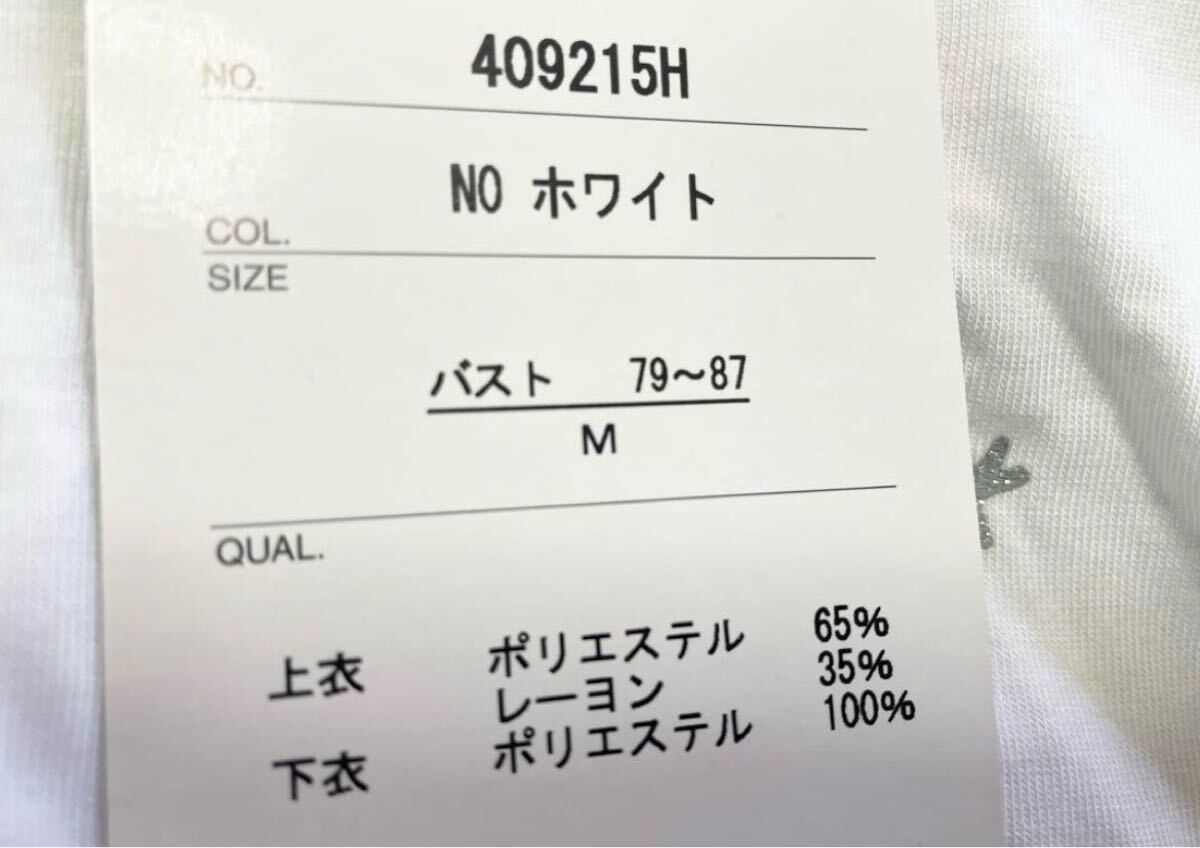 NO. 409215H
COL. NO ホワイト
SIZE
バスト 79～87
M
QUAL.
上衣 ポリエステル 65%
レーヨン 35%
下衣 ポリエステル 100%